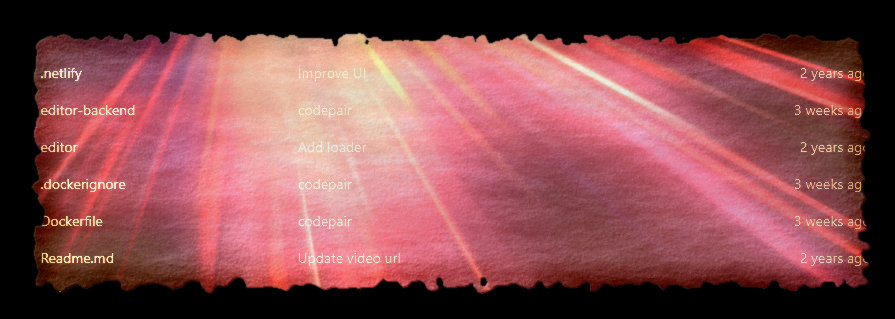 .netlify Improve UI 2 years ago
editor-backend codepair 3 weeks ago
editor Add loader 2 years ago
.dockerignore codepair 3 weeks ago
Dockerfile codepair 3 weeks ago
Readme.md Update video url 2 years ago